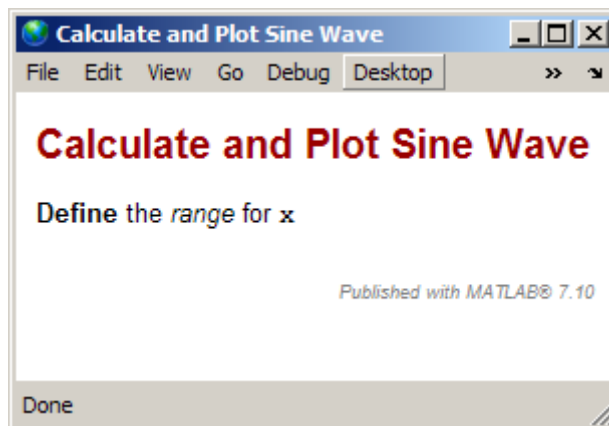 Calculate and Plot Sine Wave
File Edit View Go Debug Desktop »
Calculate and Plot Sine Wave
Define the range for x
Published with MATLAB® 7.10
Done